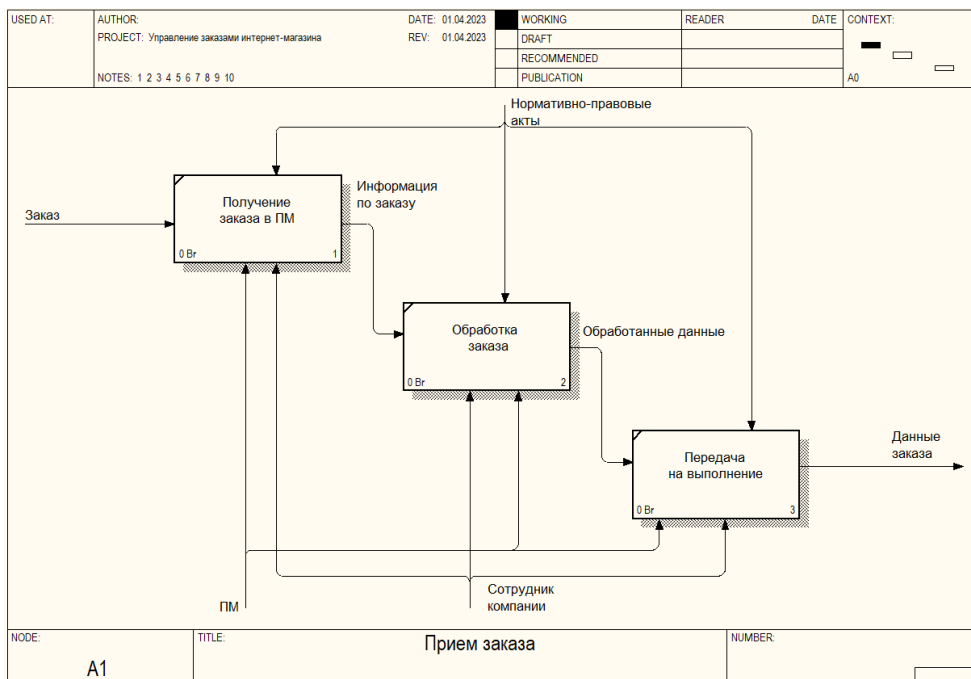 USED AT:
AUTHOR:
DATE: 01.04.2023
WORKING
READER
DATE
CONTEXT:
PROJECT: Управление заказами интернет-магазина
REV: 01.04.2023
DRAFT
RECOMMENDED
NOTES: 1 2 3 4 5 6 7 8 9 10
PUBLICATION
A0
Нормативно-правовые
акты
Заказ
Получение
заказа в ПМ
0 Br
1
Информация
по заказу
Обработка
заказа
0 Br
2
Обработанные данные
Передача
на выполнение
0 Br
3
Данные
заказа
ПМ
Сотрудник
компании
NODE:
A1
TITLE:
Прием заказа
NUMBER: